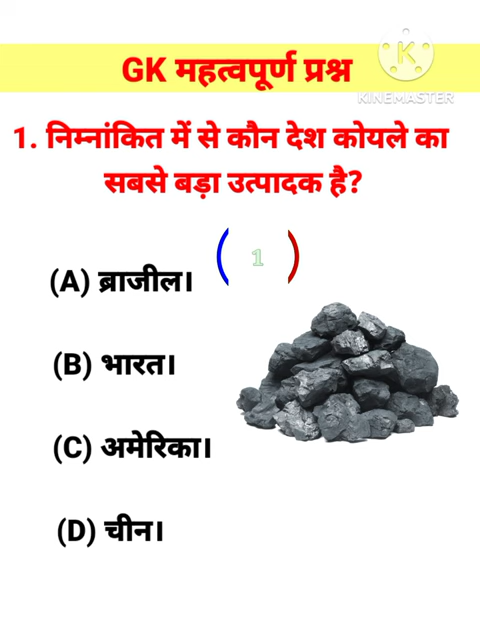 GK महत्वपूर्ण प्रश्न
K
KINEMASTER
1. निम्नांकित में से कौन देश कोयले का
सबसे बड़ा उत्पादक है?
1
(A) ब्राजील।
(B) भारत।
(C) अमेरिका।
(D) चीन।